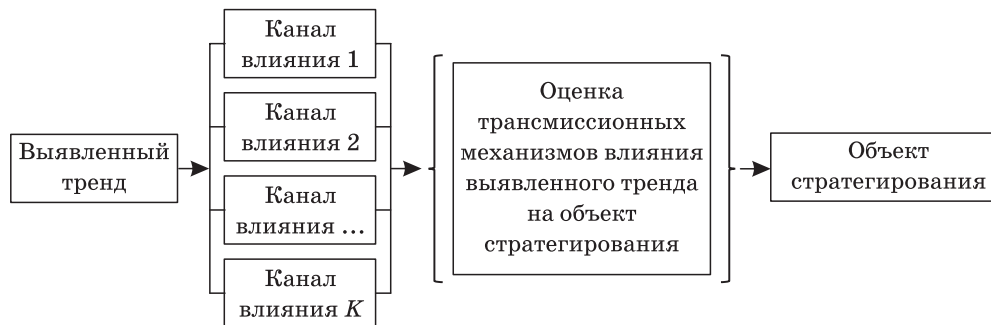 Выявленный
тренд
Канал
влияния 1
Канал
влияния 2
Канал
влияния ...
Канал
влияния K
Оценка
трансмиссионных
механизмов влияния
выявленного тренда
на объект
стратегирования
Объект
стратегирования